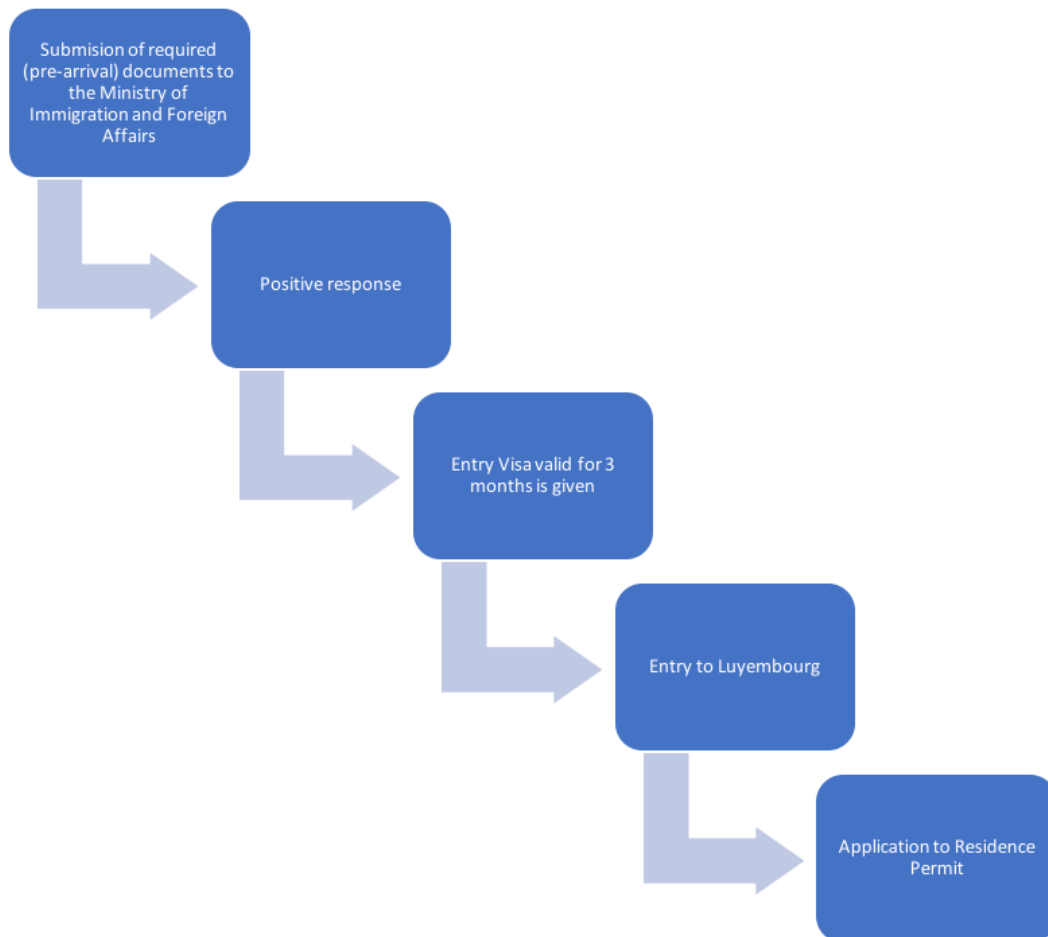 Submision of required
(pre-arrival) documents to
the Ministry of
Immigration and Foreign
Affairs
Positive response
Entry Visa valid for 3
months is given
Entry to Luyembourg
Application to Residence
Permit